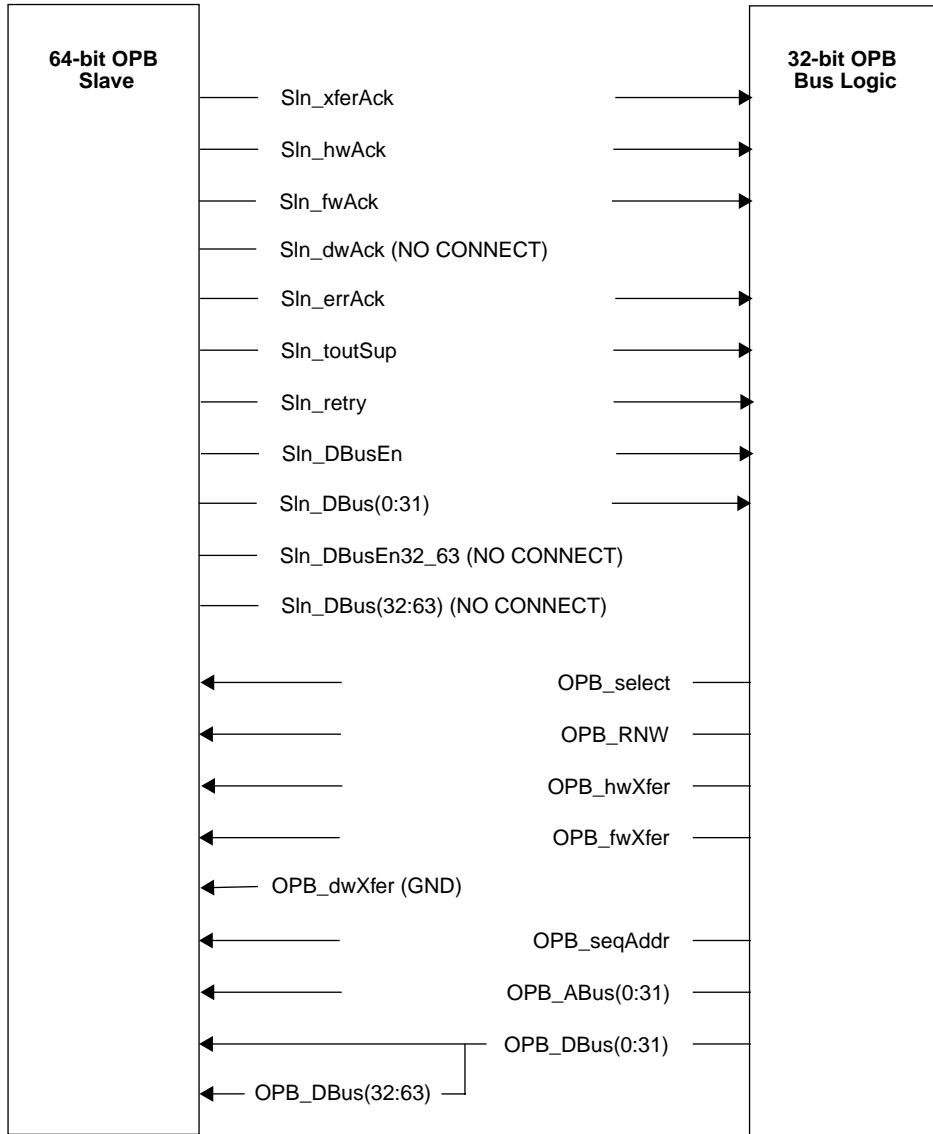 64-bit OPB
Slave
32-bit OPB
Bus Logic
Sln_xferAck
Sln_hwAck
Sln_fwAck
Sln_dwAck (NO CONNECT)
Sln_errAck
Sln_toutSup
Sln_retry
Sln_DBusEn
Sln_DBus(0:31)
Sln_DBusEn32_63 (NO CONNECT)
Sln_DBus(32:63) (NO CONNECT)
OPB_select
OPB_RNW
OPB_hwXfer
OPB_fwXfer
OPB_dwXfer (GND)
OPB_seqAddr
OPB_ABus(0:31)
OPB_DBus(0:31)
OPB_DBus(32:63)